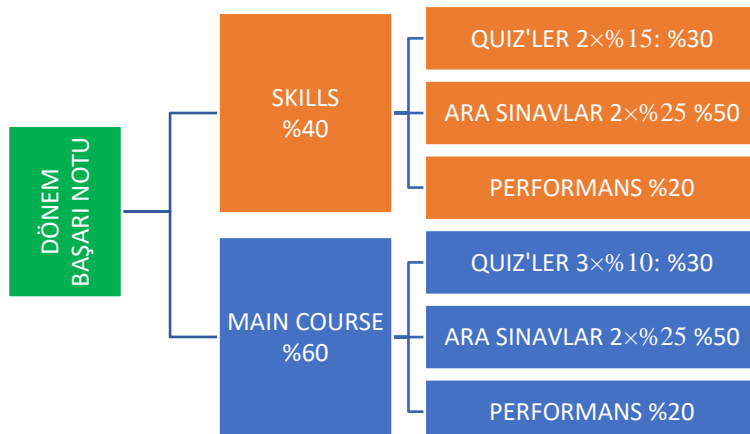 DÖNEM
BAŞARI NOTU
SKILLS
%40
QUIZ'LER 2×%15: %30
ARA SINAVLAR 2×%25 %50
PERFORMANS %20
MAIN COURSE
%60
QUIZ'LER 3×%10: %30
ARA SINAVLAR 2×%25 %50
PERFORMANS %20